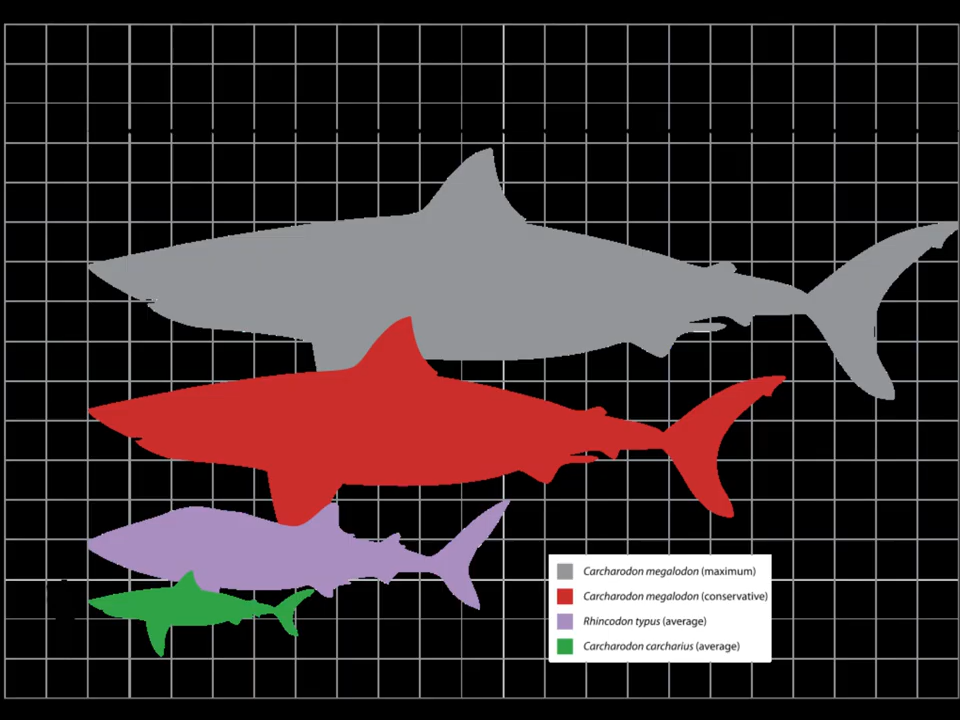 Carcharodon megalodon (maximum)
Carcharodon megalodon (conservative)
Rhincodon typus (average)
Carcharodon carcharius (average)